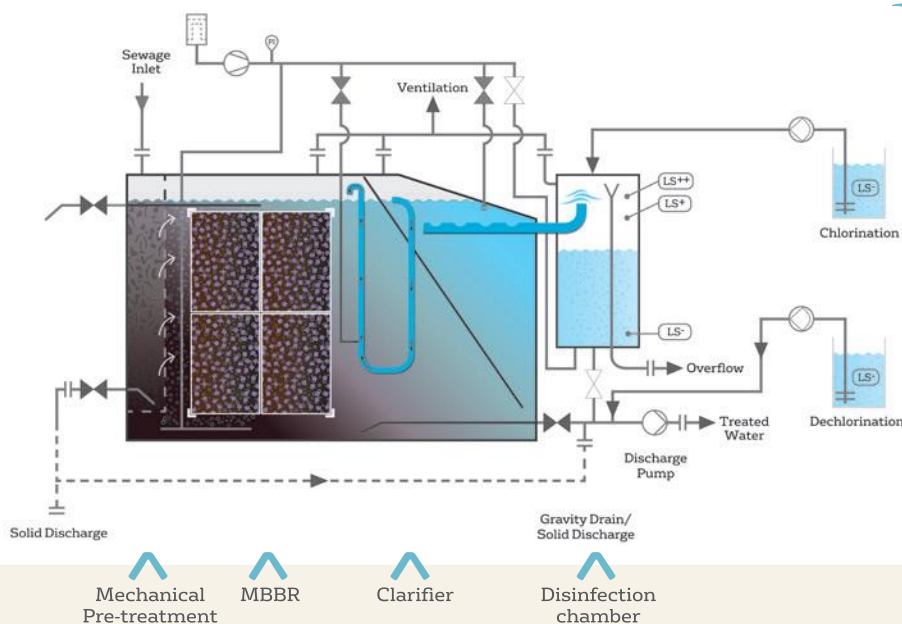 PI
Sewage
Inlet
Ventilation
LS++
LS+
LS-
LS-
Chlorination
Overflow
LS-
Dechlorination
Treated
Water
Discharge
Pump
Solid Discharge
Gravity Drain/
Solid Discharge
Mechanical
Pre-treatment
MBBR
Clarifier
Disinfection
chamber